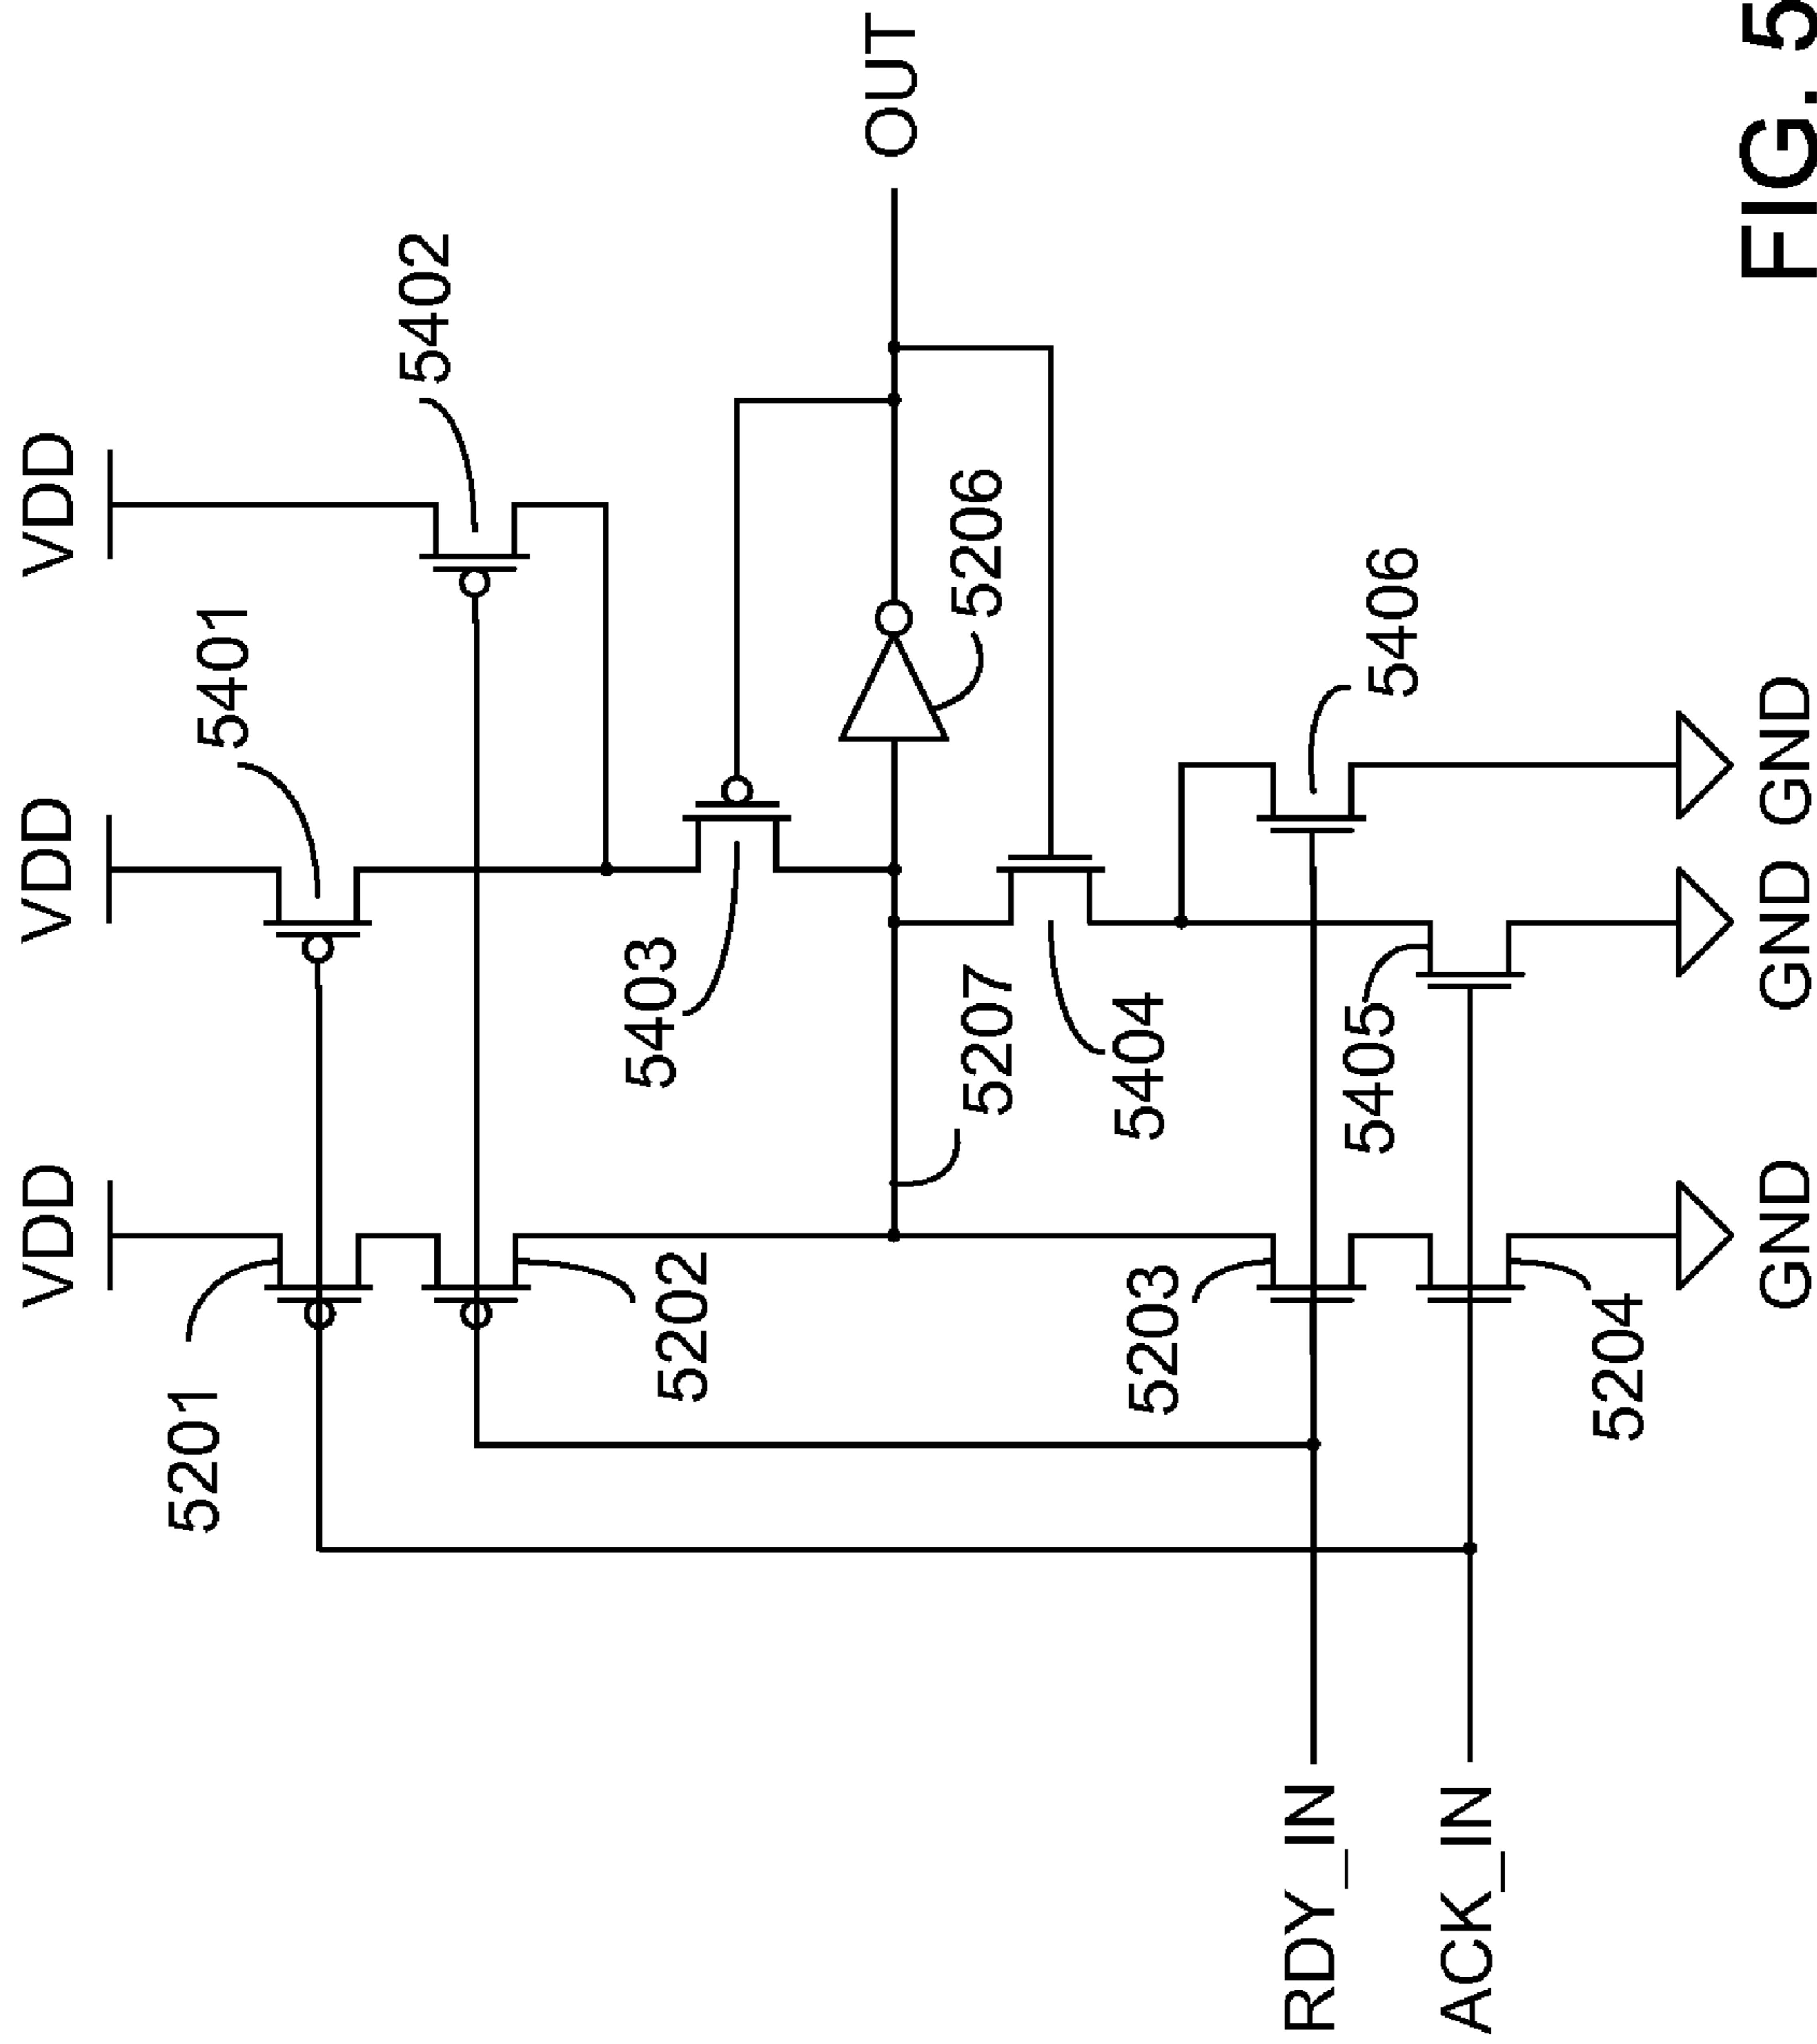 VDD
VDD
VDD
5201
5401
5402
5202
5403
OUT
5206
5207
5203
5404
5405
5406
5204
RDY_IN
ACK_IN
GND
GND
GND
FIG. 5